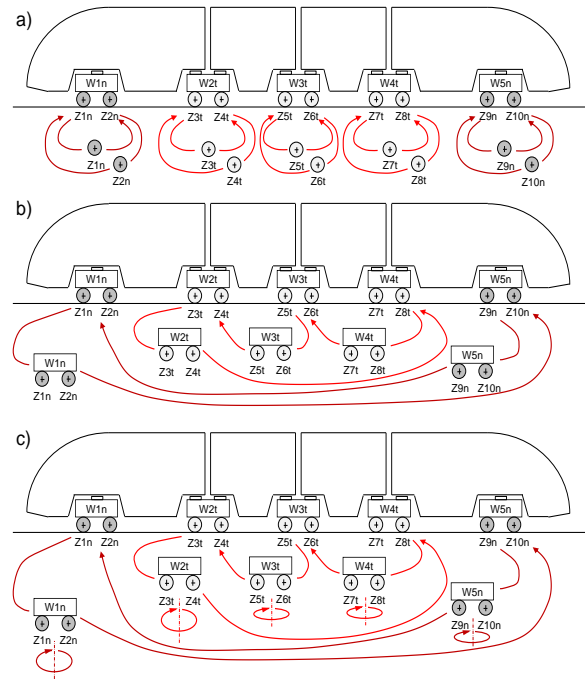 a)
W1n W2t W3t W4t W5n
Z1n Z2n Z3t Z4t Z5t Z6t Z7t Z8t Z9n Z10n
Z1n Z3t Z5t Z7t Z9n
Z2n Z4t Z6t Z8t Z10n
b)
W1n W2t W3t W4t W5n
Z1n Z2n Z3t Z4t Z5t Z6t Z7t Z8t Z9n Z10n
W2t W3t W4t
W1n W5n
Z3t Z4t Z5t Z6t Z7t Z8t
Z1n Z2n Z9n Z10n
c)
W1n W2t W3t W4t W5n
Z1n Z2n Z3t Z4t Z5t Z6t Z7t Z8t Z9n Z10n
W2t W3t W4t
W5n
Z3t Z4t Z5t Z6t Z7t Z8t
W1n
Z9n Z10n
Z1n Z2n